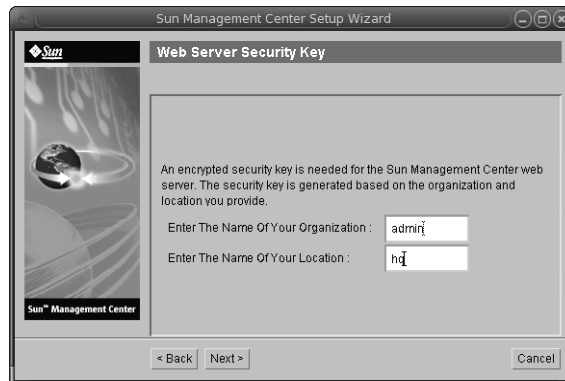 Sun Management Center Setup Wizard
Sun
Web Server Security Key
An encrypted security key is needed for the Sun Management Center web
server. The security key is generated based on the organization and
location you provide.
Enter The Name Of Your Organization : admin
Enter The Name Of Your Location : hq
Sun™ Management Center
< Back Next > Cancel